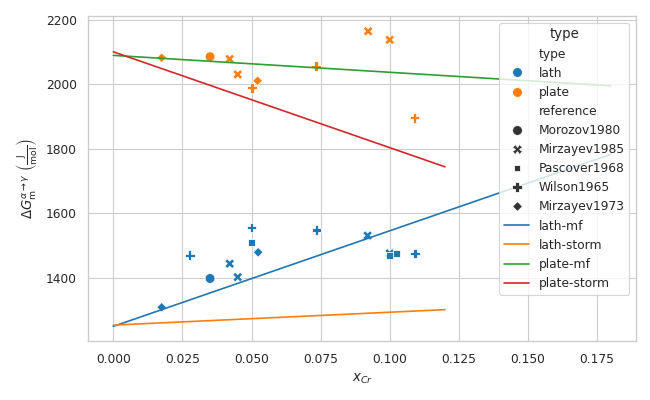 2200
2000
1800
1600
1400
ΔG_m^{α→γ} (J/mol)
type
type
lath
plate
reference
Morozov1980
Mirzayev1985
Pascover1968
Wilson1965
Mirzayev1973
lath-mf
lath-storm
plate-mf
plate-storm
0.000 0.025 0.050 0.075 0.100 0.125 0.150 0.175
x_{Cr}